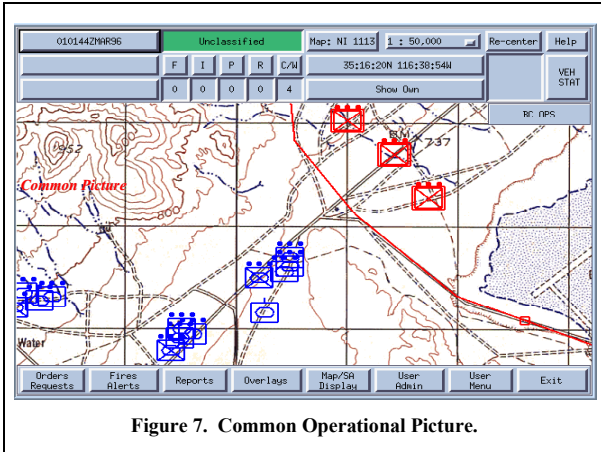 010144ZMAR96 Unclassified Map: NI 1113 1 : 50,000 Re-center Help
F I P R C/W 35:16:20N 116:38:54W VEH STAT
0 0 0 0 4 Show Own
BC OPS
952 BM 737
Common Picture
800
Water
Orders Requests Fires Alerts Reports Overlays Map/SA Display User Admin User Menu Exit
Figure 7. Common Operational Picture.